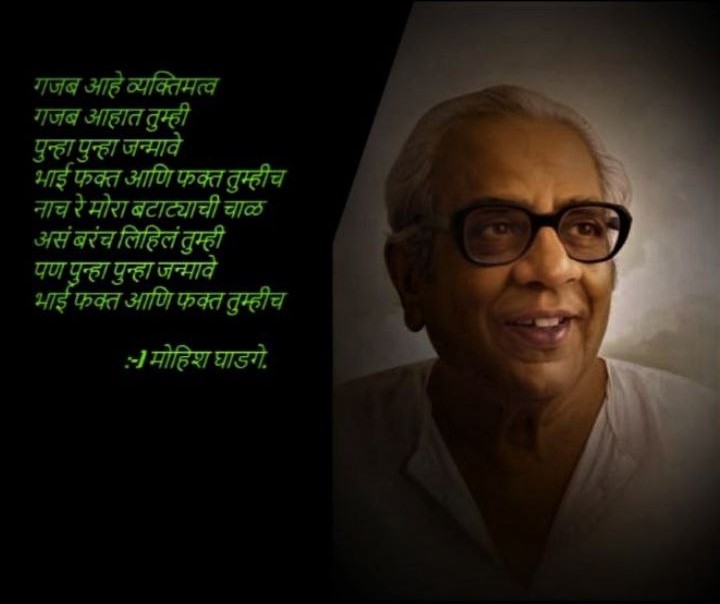 गजब आहे व्यक्तिमत्व
गजब आहात तुम्ही
पुन्हा पुन्हा जन्मावे
भाई फक्त आणि फक्त तुम्हीच
नाच रे मोरा बटाट्याची चाळ
असं बरंच लिहिलं तुम्ही
पण पुन्हा पुन्हा जन्मावे
भाई फक्त आणि फक्त तुम्हीच
:-] मोहिश घाडगे.